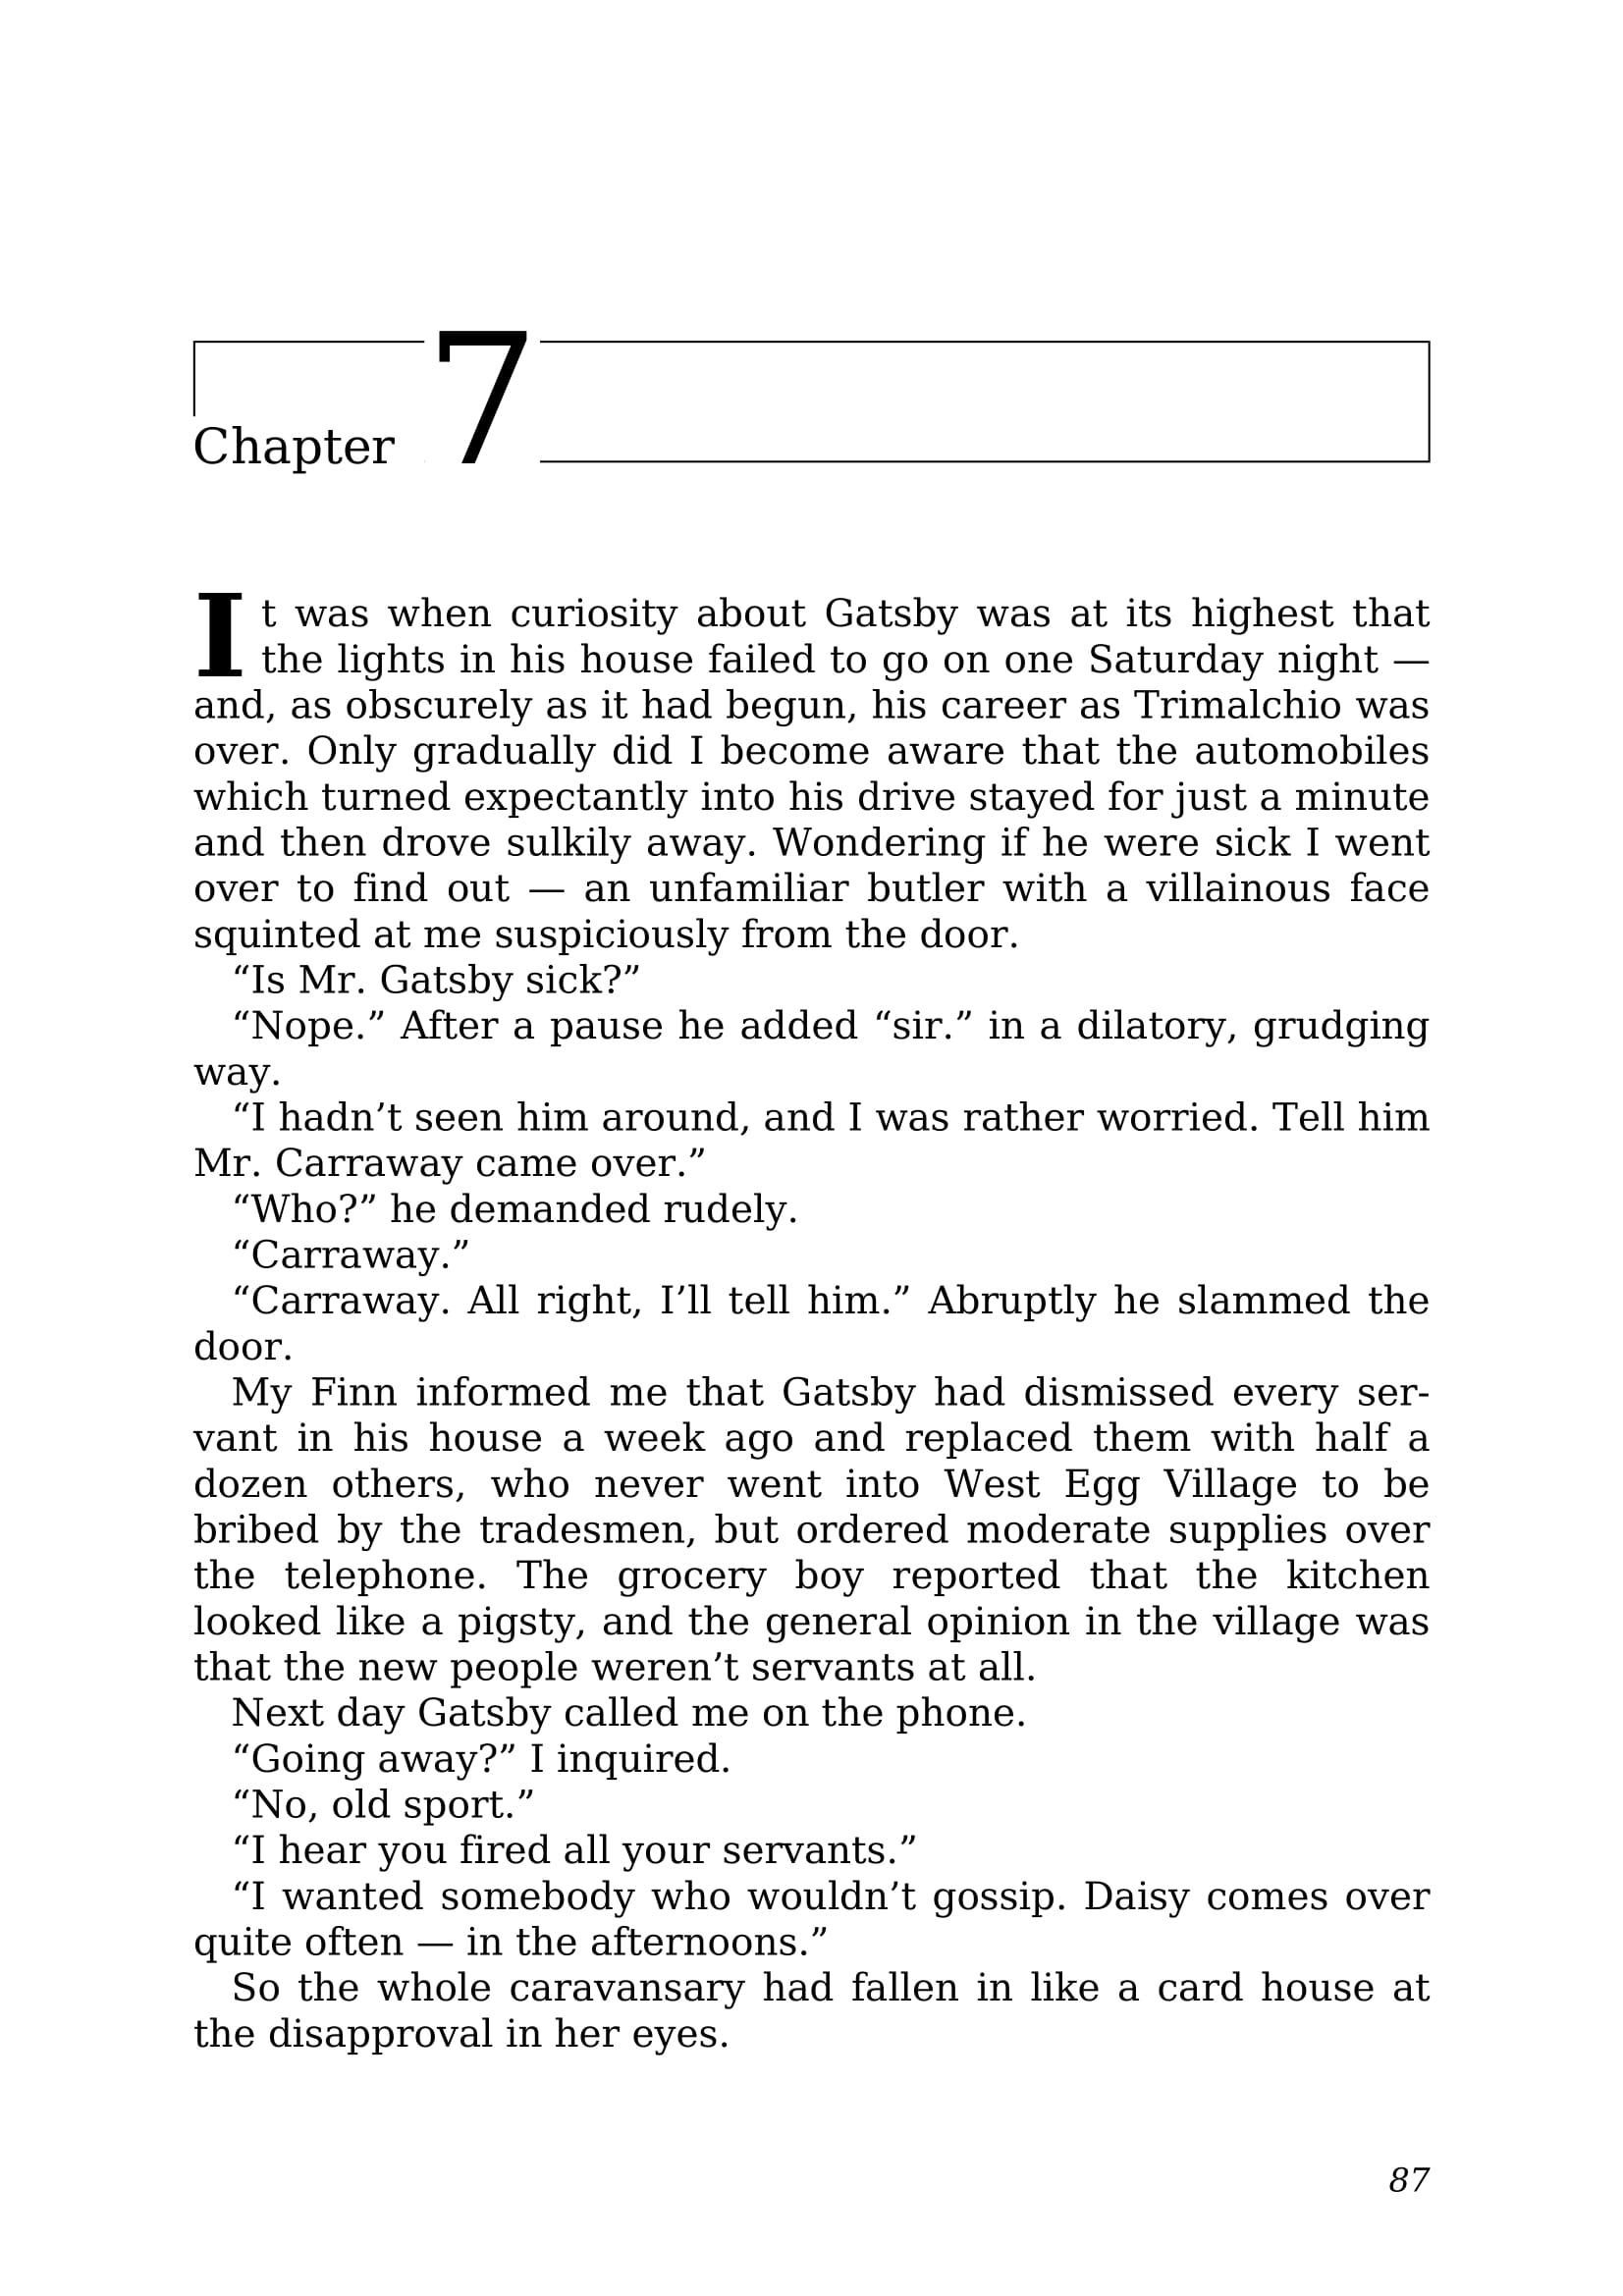 Chapter 7
It was when curiosity about Gatsby was at its highest that
the lights in his house failed to go on one Saturday night —
and, as obscurely as it had begun, his career as Trimalchio was
over. Only gradually did I become aware that the automobiles
which turned expectantly into his drive stayed for just a minute
and then drove sulkily away. Wondering if he were sick I went
over to find out — an unfamiliar butler with a villainous face
squinted at me suspiciously from the door.
“Is Mr. Gatsby sick?”
“Nope.” After a pause he added “sir.” in a dilatory, grudging
way.
“I hadn’t seen him around, and I was rather worried. Tell him
Mr. Carraway came over.”
“Who?” he demanded rudely.
“Carraway.”
“Carraway. All right, I’ll tell him.” Abruptly he slammed the
door.
My Finn informed me that Gatsby had dismissed every ser-
vant in his house a week ago and replaced them with half a
dozen others, who never went into West Egg Village to be
bribed by the tradesmen, but ordered moderate supplies over
the telephone. The grocery boy reported that the kitchen
looked like a pigsty, and the general opinion in the village was
that the new people weren’t servants at all.
Next day Gatsby called me on the phone.
“Going away?” I inquired.
“No, old sport.”
“I hear you fired all your servants.”
“I wanted somebody who wouldn’t gossip. Daisy comes over
quite often — in the afternoons.”
So the whole caravansary had fallen in like a card house at
the disapproval in her eyes.
87